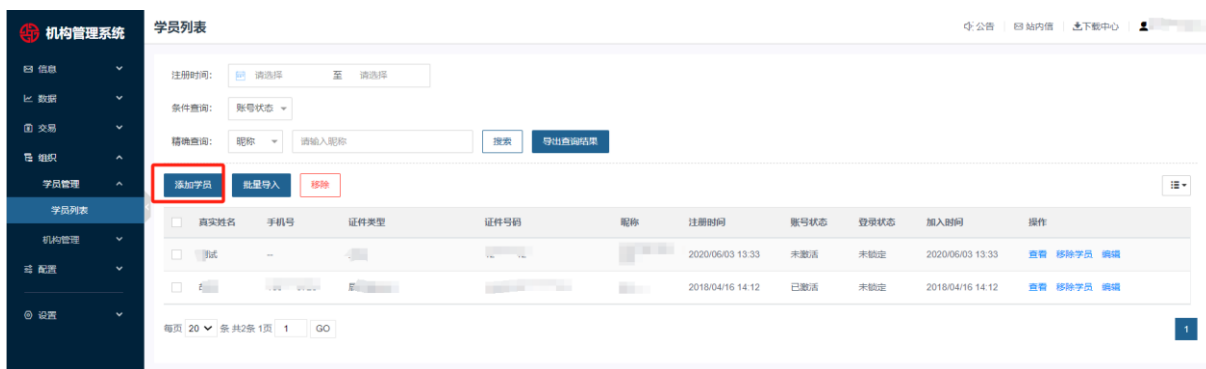 机构管理系统
学员列表
公告
站内信
下载中心
信息
数据
交易
组织
学员管理
学员列表
机构管理
配置
设置
注册时间: 请选择 至 请选择
条件查询: 账号状态
精确查询: 昵称 请输入昵称 搜索 导出查询结果
添加学员 批量导入 移除
真实姓名 手机号 证件类型 证件号码 昵称 注册时间 账号状态 登录状态 加入时间 操作
-- 2020/06/03 13:33 未激活 未锁定 2020/06/03 13:33 查看 移除学员 编辑
2018/04/16 14:12 已激活 未锁定 2018/04/16 14:12 查看 移除学员 编辑
每页 20 条 共2条 1页 1 GO
1